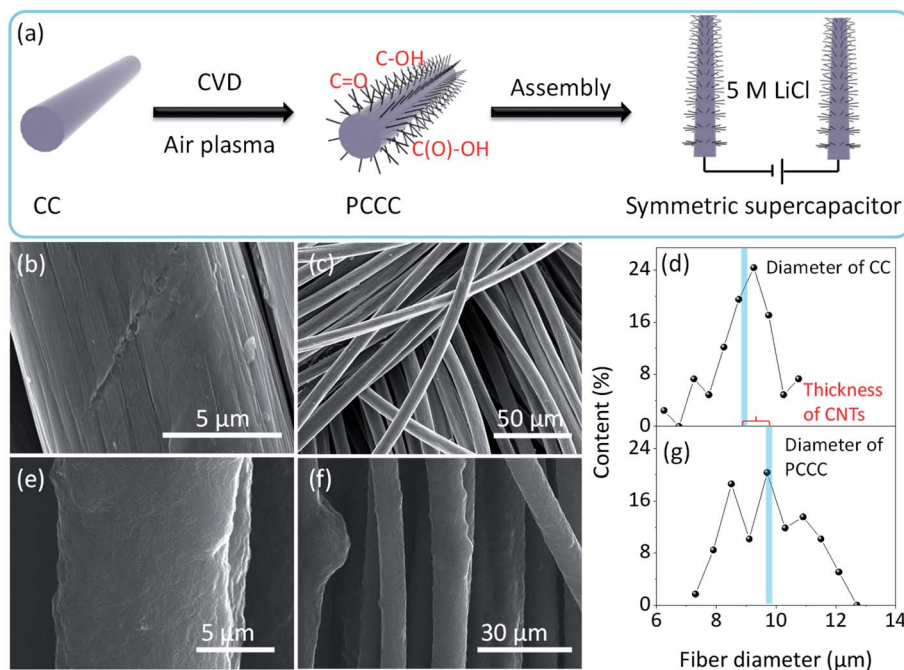 (a)
CVD
Air plasma
C=O
C-OH
C(O)-OH
Assembly
5 M LiCl
CC
PCCC
Symmetric supercapacitor
(b)
5 μm
(c)
50 μm
(d)
Diameter of CC
24
16
8
0
Thickness
of CNTs
Content (%)
(e)
5 μm
(f)
30 μm
(g)
Diameter of
PCCC
24
16
8
0
6 8 10 12 14
Fiber diameter (μm)